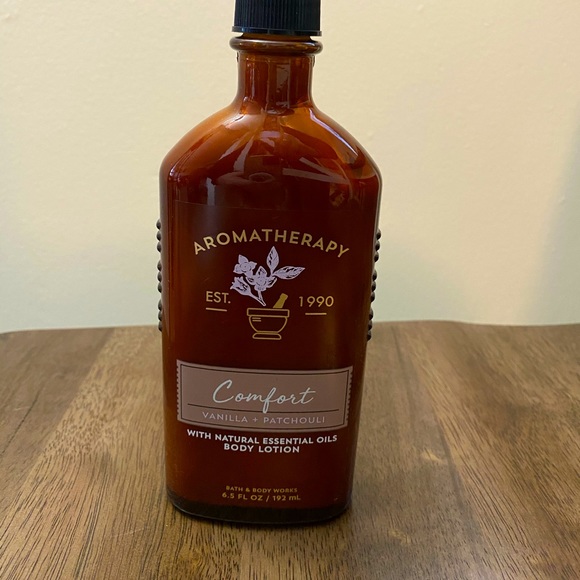 AROMATHERAPY
EST. 1990
Comfort
VANILLA + PATCHOULI
WITH NATURAL ESSENTIAL OILS
BODY LOTION
BATH & BODY WORKS
6.5 FL OZ / 192 mL